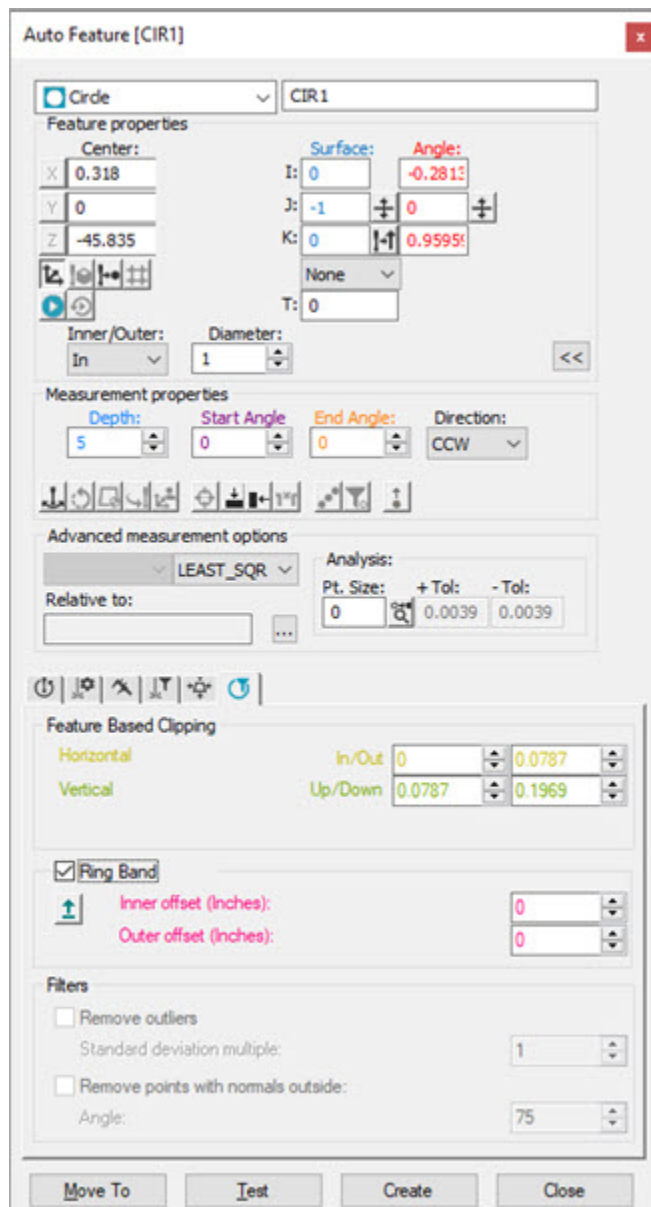 Auto Feature [CIR1]
x
Circle CIR1
Feature properties
Center: Surface: Angle:
X 0.318 I: 0 -0.2813
Y 0 J: -1 0
Z -45.835 K: 0 0.95959
None
T: 0
Inner/Outer: Diameter:
In 1 <<
Measurement properties
Depth: Start Angle End Angle: Direction:
5 0 0 CCW
Advanced measurement options
LEAST_SQR Analysis:
Relative to: Pt. Size: + Tol: - Tol:
0 0.0039 0.0039
...
Feature Based Clipping
Horizontal In/Out 0 0.0787
Vertical Up/Down 0.0787 0.1969
Ring Band
Inner offset (Inches): 0
Outer offset (Inches): 0
Filters
Remove outliers
Standard deviation multiple: 1
Remove points with normals outside:
Angle: 75
Move To Test Create Close